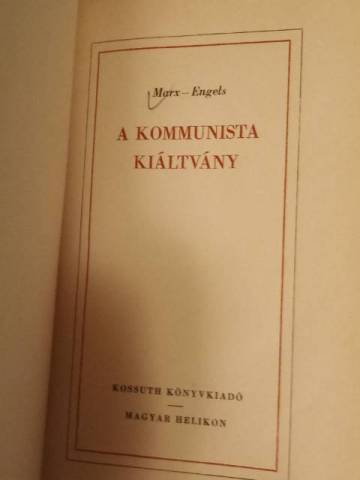 Marx – Engels
A KOMMUNISTA
KIÁLTVÁNY
KOSSUTH KÖNYVKIADÓ
MAGYAR HELIKON